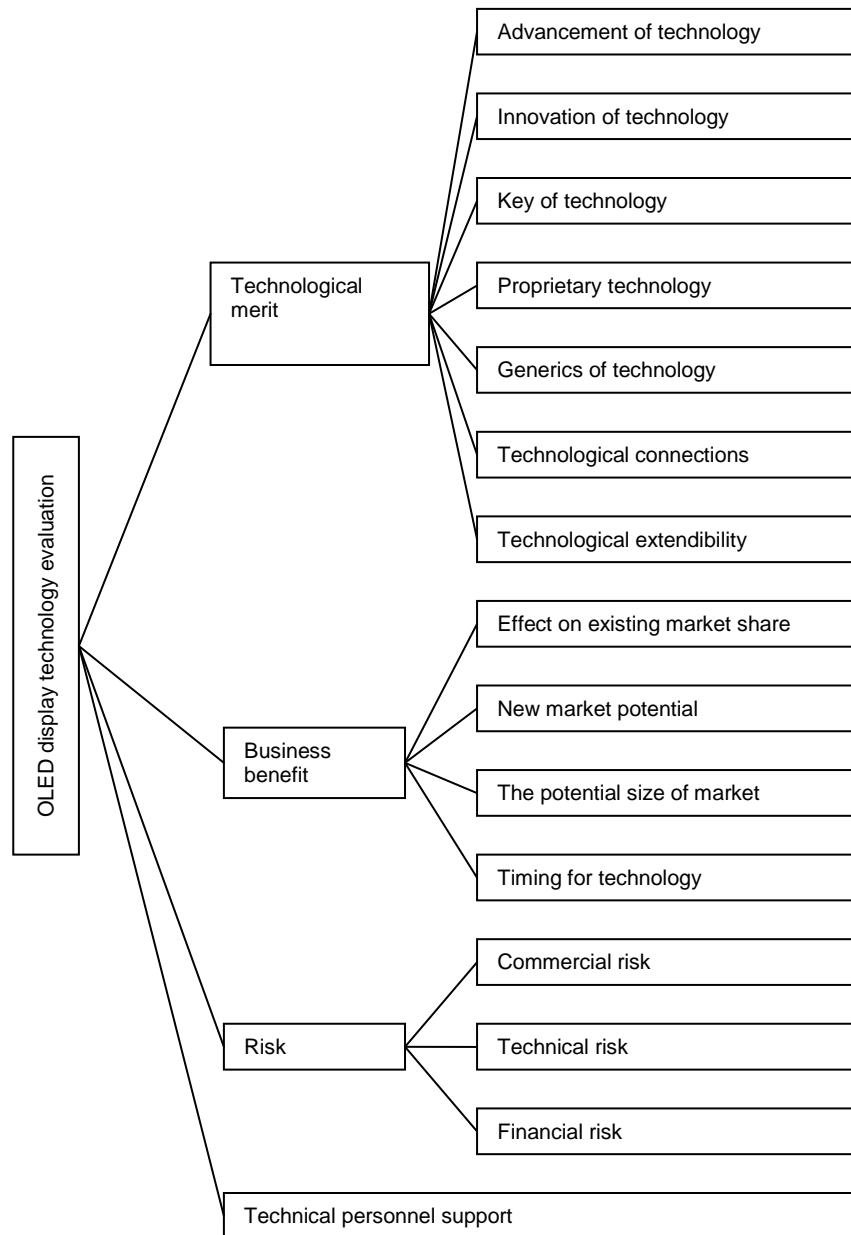 OLED display technology evaluation
Technological
merit
Advancement of technology
Innovation of technology
Key of technology
Proprietary technology
Generics of technology
Technological connections
Technological extendibility
Business
benefit
Effect on existing market share
New market potential
The potential size of market
Timing for technology
Risk
Commercial risk
Technical risk
Financial risk
Technical personnel support